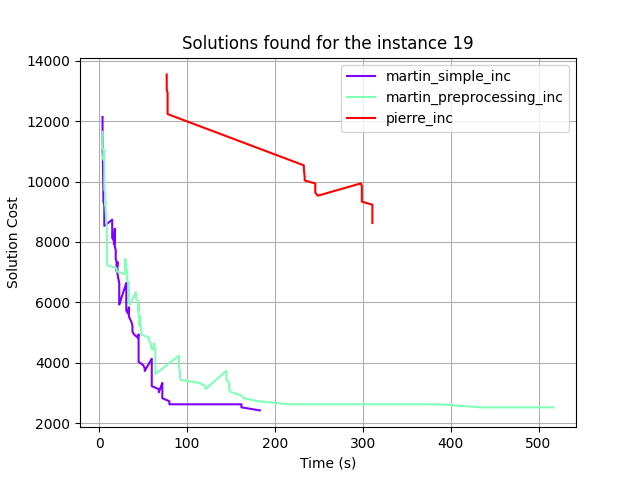 Solutions found for the instance 19
martin_simple_inc
martin_preprocessing_inc
pierre_inc
Solution Cost
14000
12000
10000
8000
6000
4000
2000
0 100 200 300 400 500
Time (s)